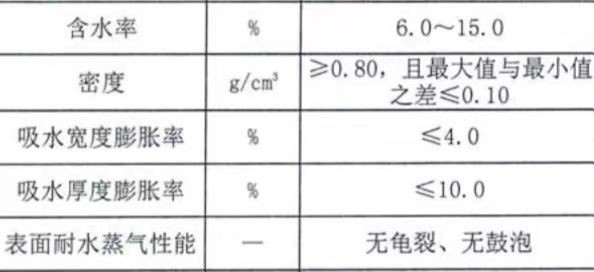 含水率 % 6.0~15.0
密度 g/cm³ ≥0.80，且最大值与最小值
之差≤0.10
吸水宽度膨胀率 % ≤4.0
吸水厚度膨胀率 % ≤10.0
表面耐水蒸气性能 — 无龟裂、无鼓泡